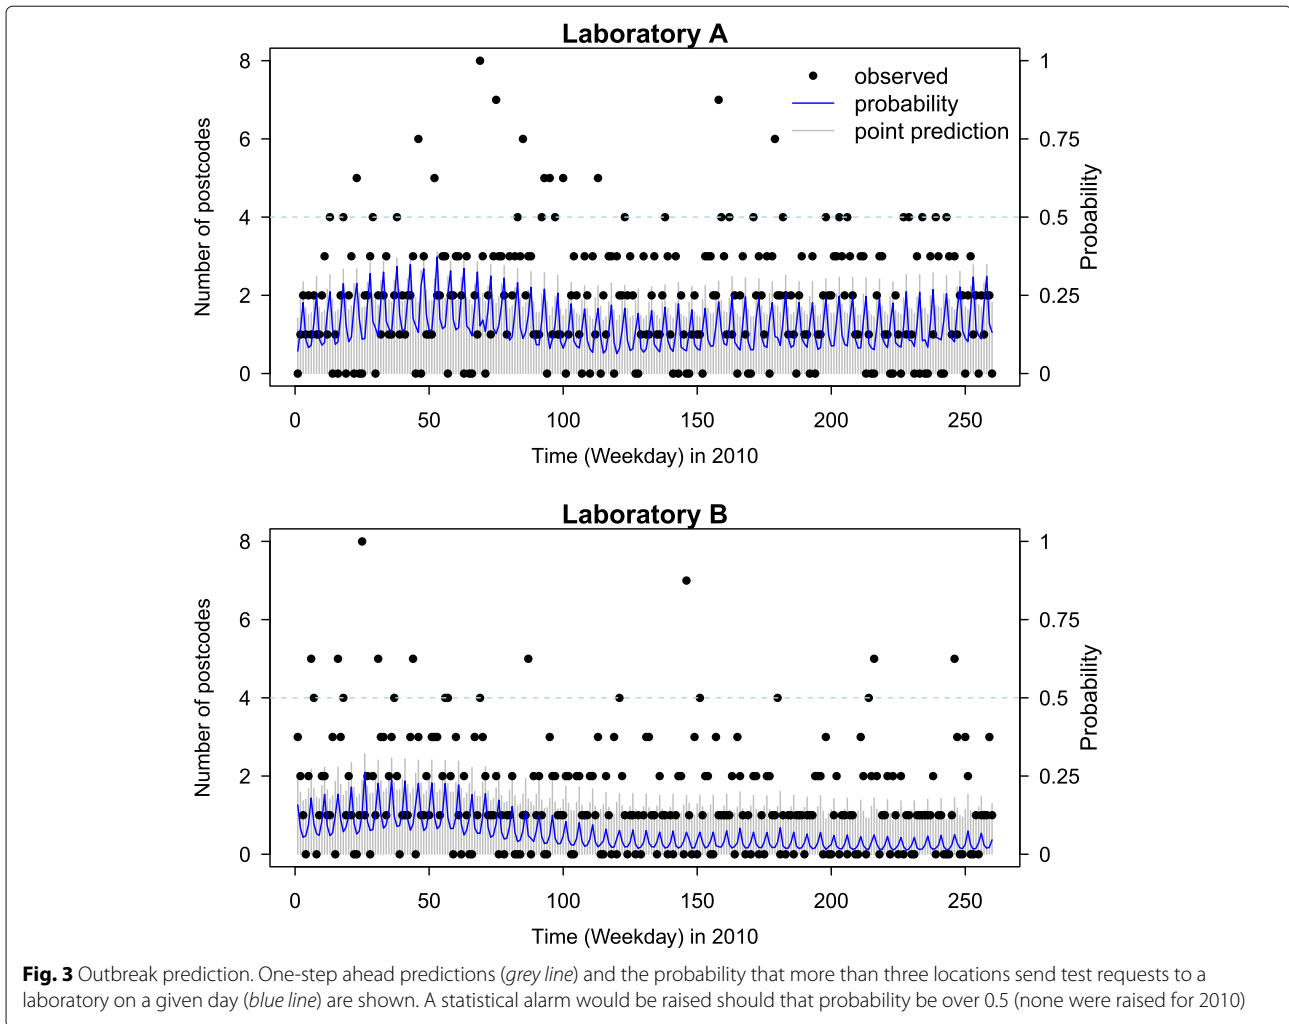 Laboratory A
observed
probability
point prediction
Number of postcodes
8
6
4
2
0
1
0.75
0.5
0.25
0
Probability
0 50 100 150 200 250
Time (Weekday) in 2010
Laboratory B
Number of postcodes
8
6
4
2
0
1
0.75
0.5
0.25
0
Probability
0 50 100 150 200 250
Time (Weekday) in 2010
Fig. 3 Outbreak prediction. One-step ahead predictions (grey line) and the probability that more than three locations send test requests to a
laboratory on a given day (blue line) are shown. A statistical alarm would be raised should that probability be over 0.5 (none were raised for 2010)